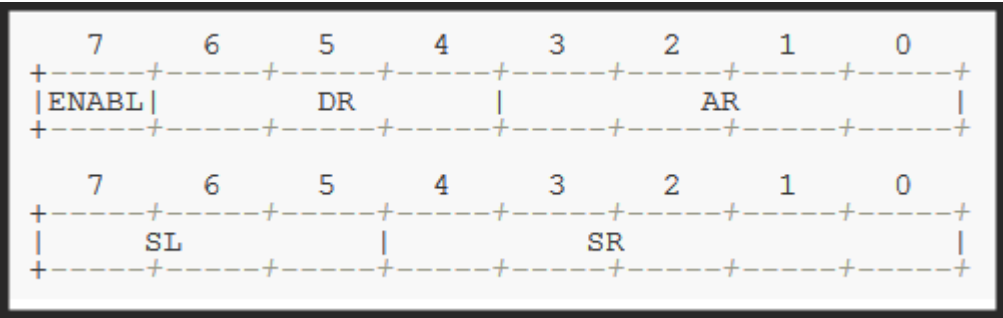 7     6     5     4     3     2     1     0
+-----+-----+-----+-----+-----+-----+-----+-----+
|ENABL|        DR       |          AR           |
+-----+-----+-----+-----+-----+-----+-----+-----+
   7     6     5     4     3     2     1     0
+-----+-----+-----+-----+-----+-----+-----+-----+
|     SL          |          SR                 |
+-----+-----+-----+-----+-----+-----+-----+-----+